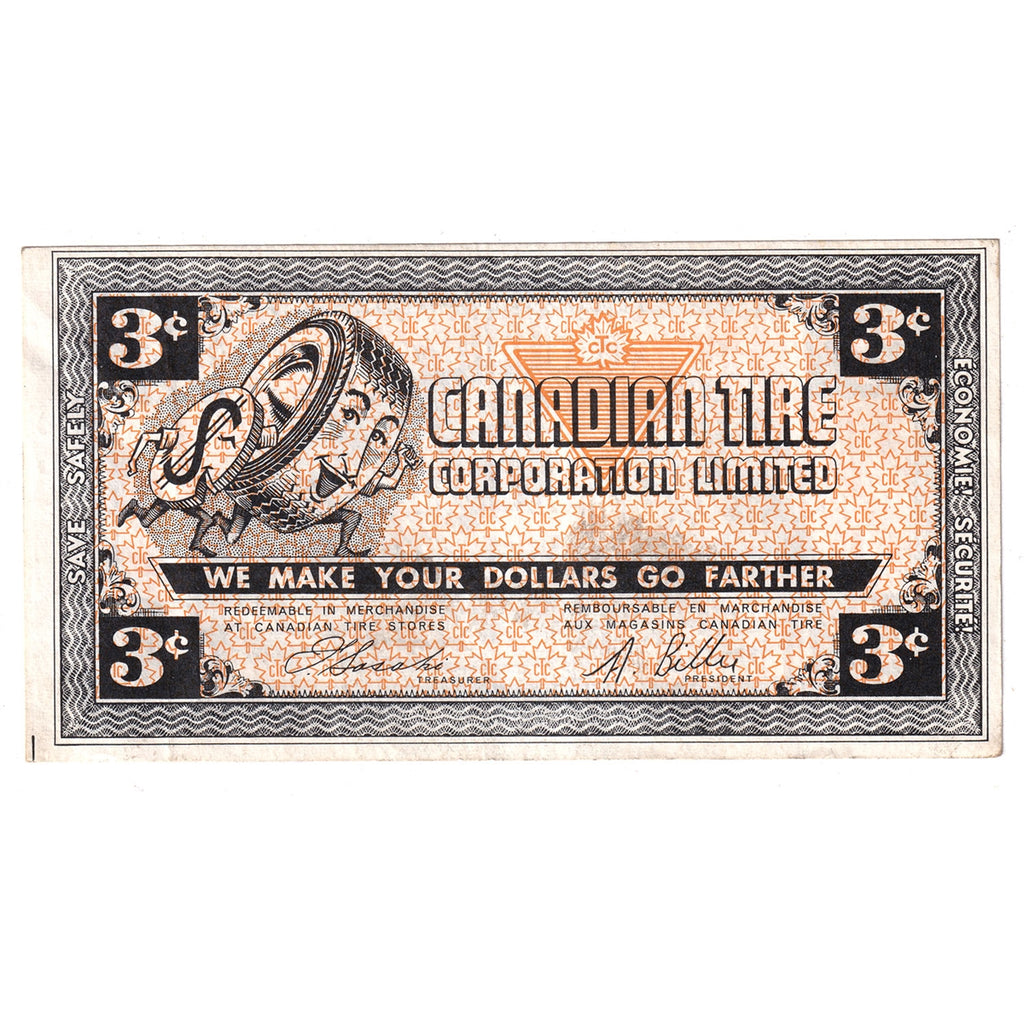 3¢ 3¢
CTC
CANADIAN TIRE
CORPORATION LIMITED
SAVE SAFELY
ECONOMIE! SECURITE!
WE MAKE YOUR DOLLARS GO FARTHER
REDEEMABLE IN MERCHANDISE
AT CANADIAN TIRE STORES
REMBOURSABLE EN MARCHANDISE
AUX MAGASINS CANADIAN TIRE
TREASURER
PRESIDENT
3¢ 3¢